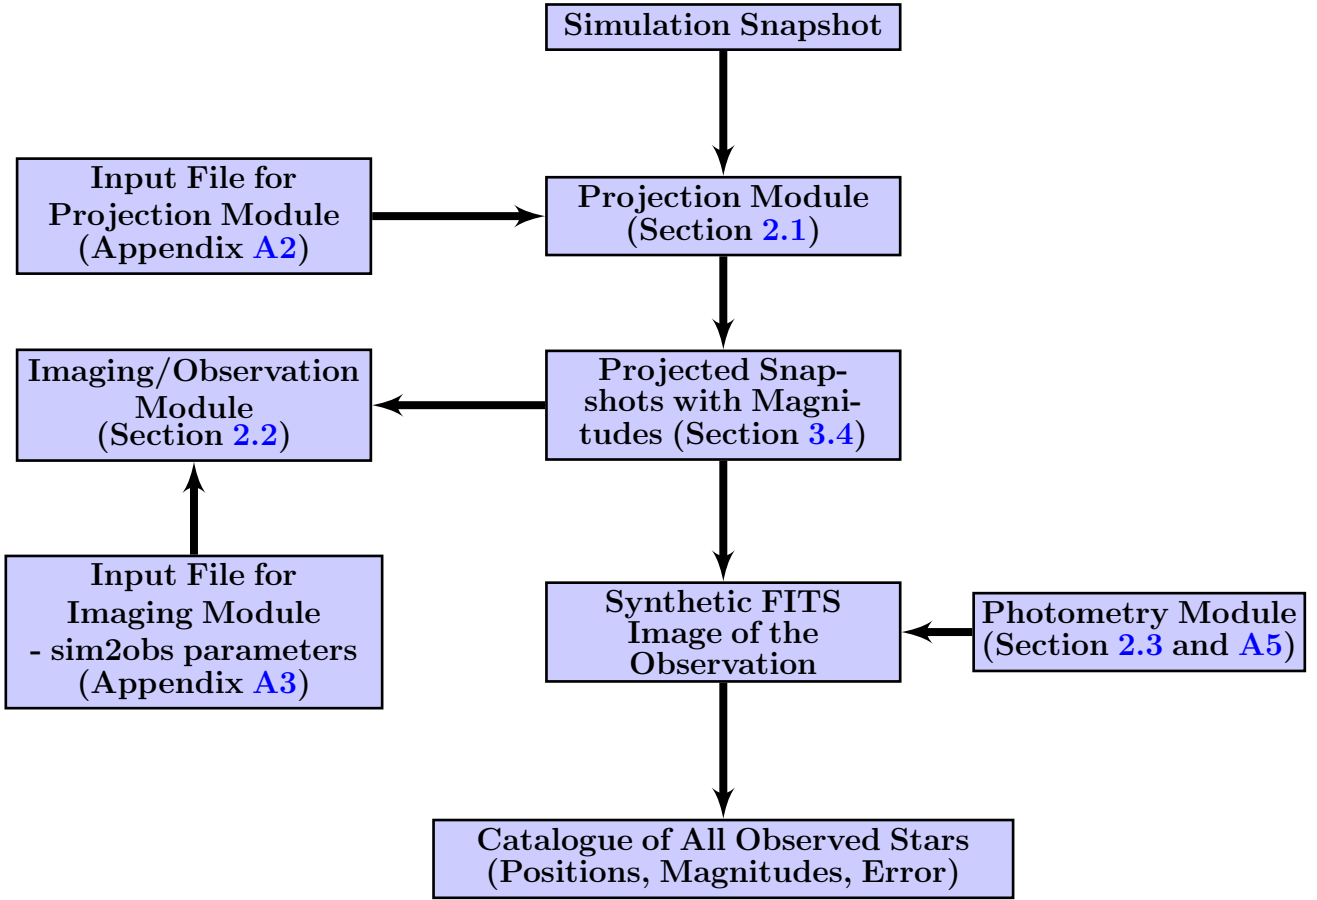 Simulation Snapshot
Input File for
Projection Module
(Appendix A2)
Projection Module
(Section 2.1)
Imaging/Observation
Module
(Section 2.2)
Projected Snap-
shots with Magni-
tudes (Section 3.4)
Input File for
Imaging Module
- sim2obs parameters
(Appendix A3)
Synthetic FITS
Image of the
Observation
Photometry Module
(Section 2.3 and A5)
Catalogue of All Observed Stars
(Positions, Magnitudes, Error)